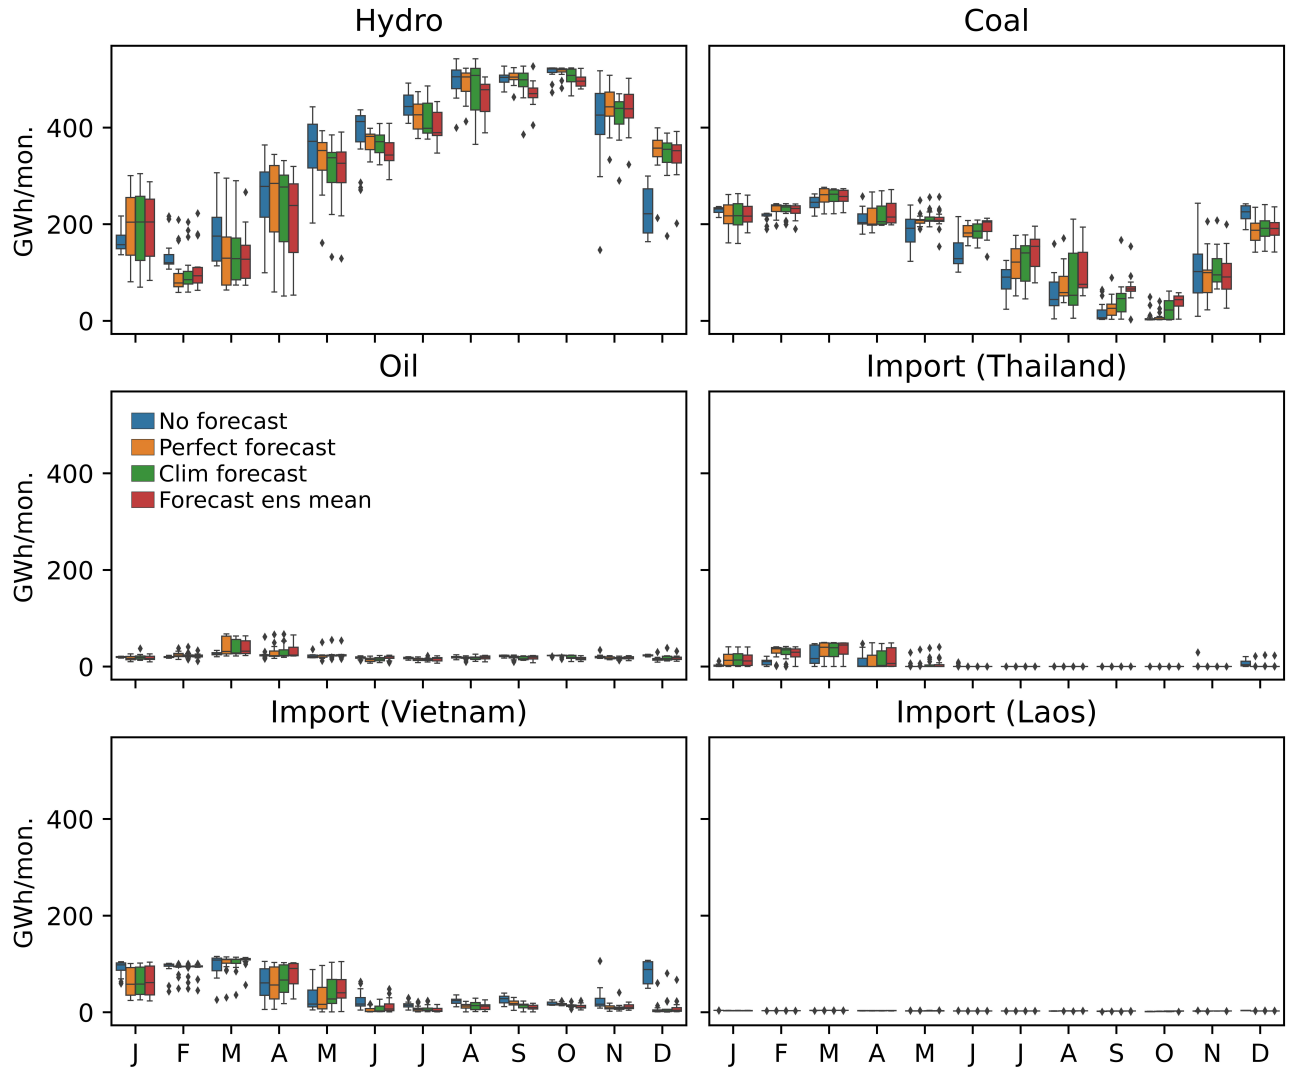 Hydro
Coal
GWh/mon.
400
200
0
Oil
Import (Thailand)
GWh/mon.
400
200
0
No forecast
Perfect forecast
Clim forecast
Forecast ens mean
Import (Vietnam)
Import (Laos)
GWh/mon.
400
200
0
J F M A M J J A S O N D
J F M A M J J A S O N D